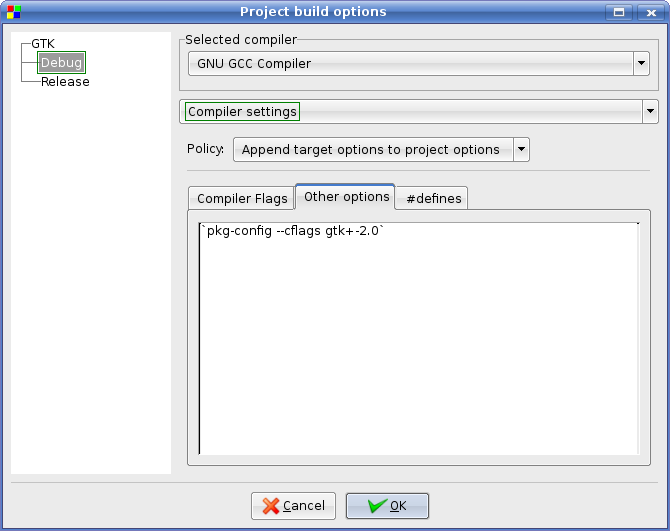 Project build options
GTK
Debug
Release
Selected compiler
GNU GCC Compiler
Compiler settings
Policy: Append target options to project options
Compiler Flags Other options #defines
`pkg-config --cflags gtk+-2.0`
Cancel OK